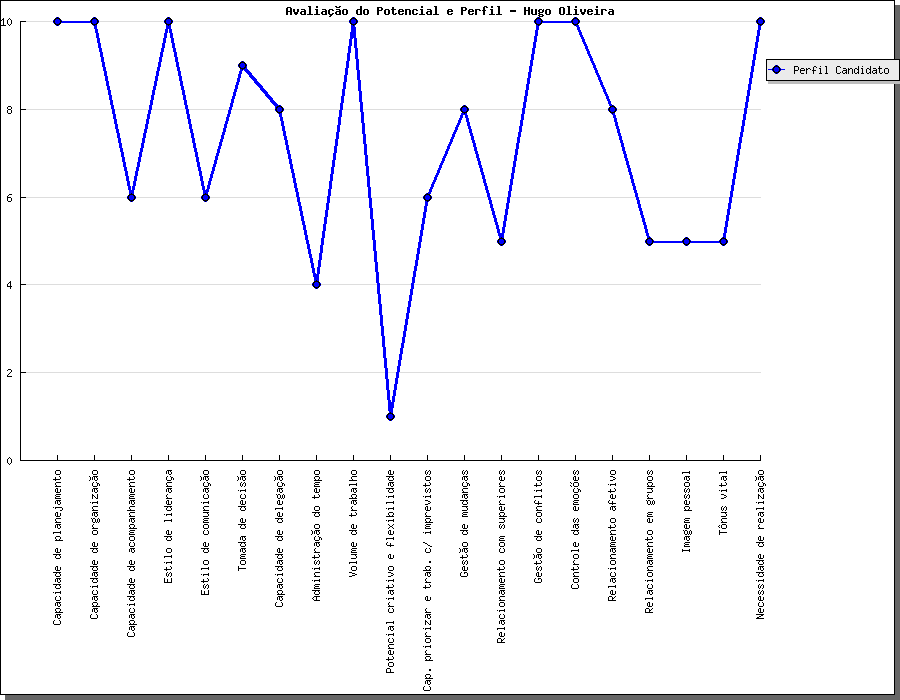 Avaliação do Potencial e Perfil - Hugo Oliveira
10
8
6
4
2
0
Perfil Candidato
Capacidade de planejamento
Capacidade de organização
Capacidade de acompanhamento
Estilo de liderança
Estilo de comunicação
Tomada de decisão
Capacidade de delegação
Administração do tempo
Volume de trabalho
Potencial criativo e flexibilidade
Cap. priorizar e trab. c/ imprevistos
Gestão de mudanças
Relacionamento com superiores
Gestão de conflitos
Controle das emoções
Relacionamento afetivo
Relacionamento em grupos
Imagem pessoal
Tônus vital
Necessidade de realização